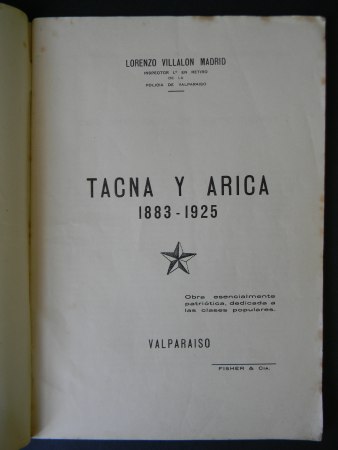 LORENZO VILLALON MADRID
INSPECTOR 1.º EN RETIRO
DE LA
POLICIA DE VALPARAISO
TACNA Y ARICA
1883 - 1925
Obra esencialmente
patriótica, dedicada a
las clases populares.
VALPARAISO
FISHER & CIA.